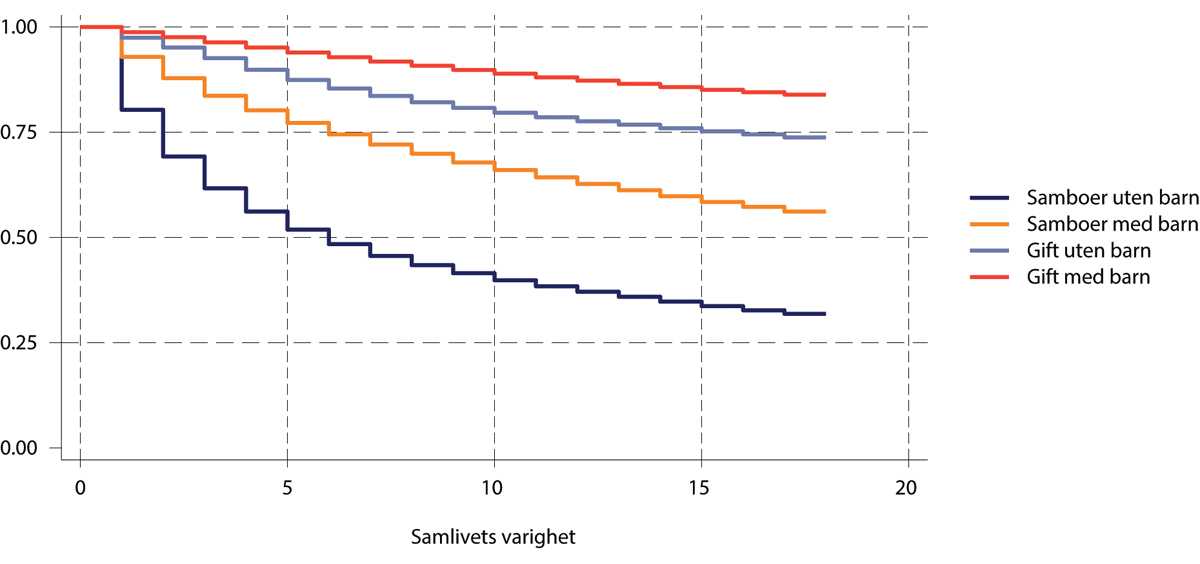 1.00
0.75
0.50
0.25
0.00
0 5 10 15 20
Samlivets varighet
Samboer uten barn
Samboer med barn
Gift uten barn
Gift med barn